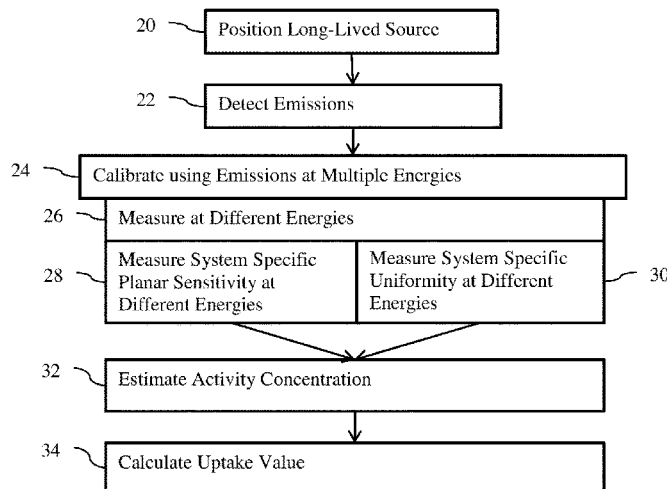 20
Position Long-Lived Source
22
Detect Emissions
24
Calibrate using Emissions at Multiple Energies
26
Measure at Different Energies
28
Measure System Specific
Planar Sensitivity at
Different Energies
Measure System Specific
Uniformity at Different
Energies
30
32
Estimate Activity Concentration
34
Calculate Uptake Value